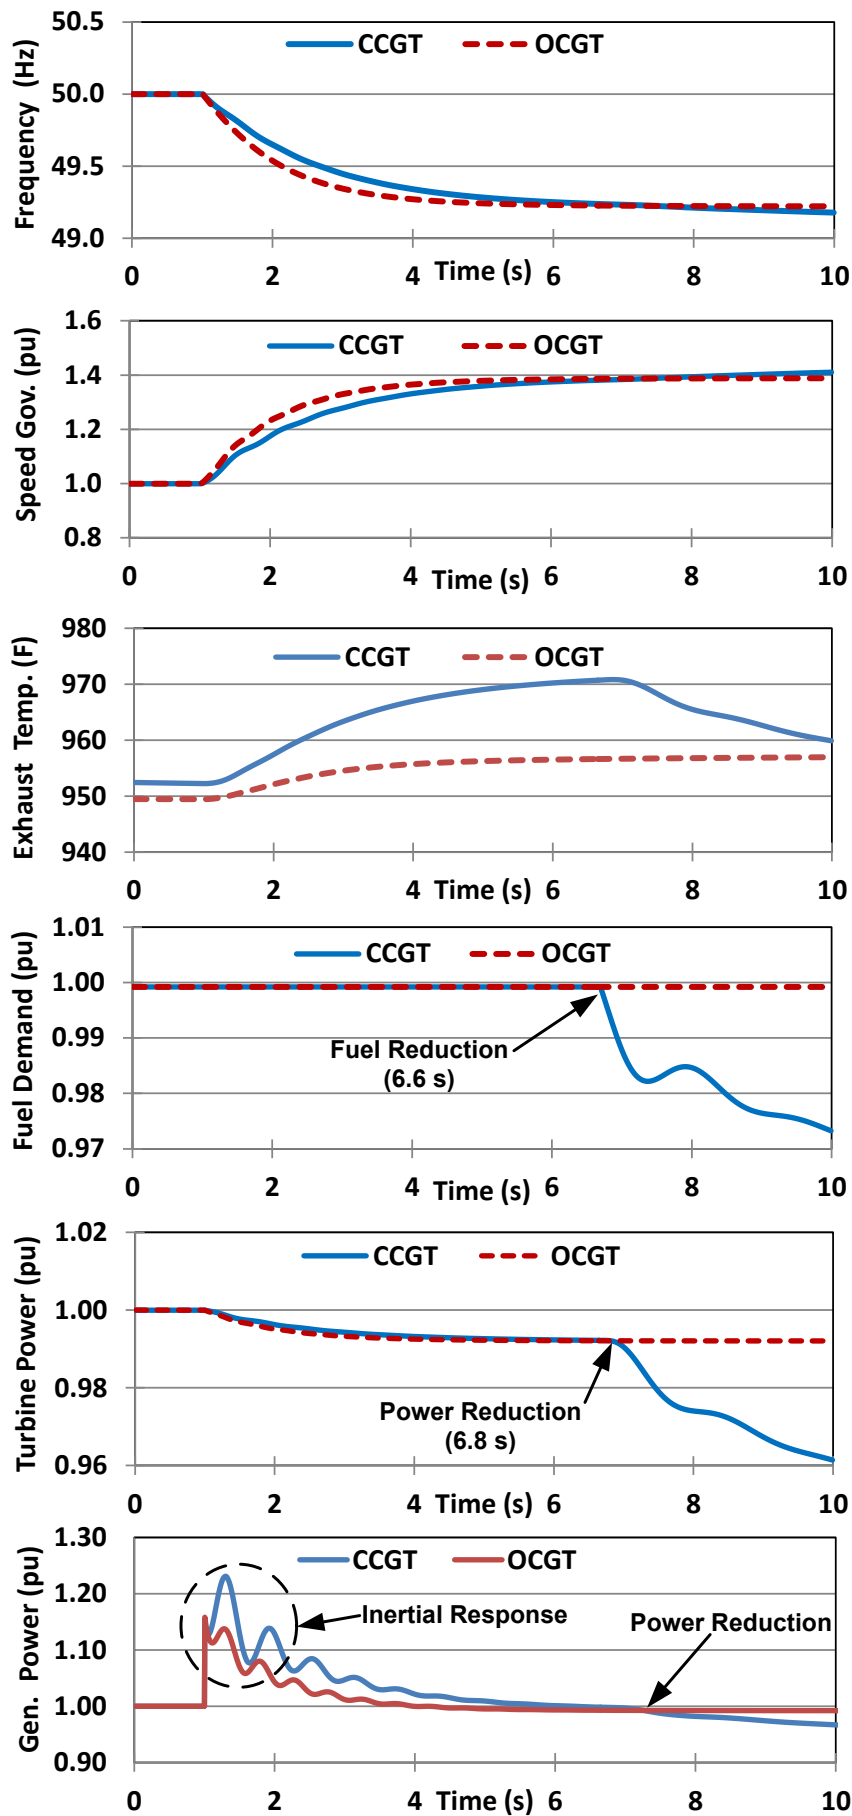 Frequency (Hz)
50.5
50.0
49.5
49.0
CCGT
OCGT
0 2 4 Time (s) 6 8 10
Speed Gov. (pu)
1.6
1.4
1.2
1.0
0.8
CCGT
OCGT
0 2 4 Time (s) 6 8 10
Exhaust Temp. (F)
980
970
960
950
940
CCGT
OCGT
0 2 4 Time (s) 6 8 10
Fuel Demand (pu)
1.01
1.00
0.99
0.98
0.97
CCGT
OCGT
Fuel Reduction
(6.6 s)
0 2 4 Time (s) 6 8 10
Turbine Power (pu)
1.02
1.00
0.98
0.96
CCGT
OCGT
Power Reduction
(6.8 s)
0 2 4 Time (s) 6 8 10
Gen. Power (pu)
1.30
1.20
1.10
1.00
0.90
CCGT
OCGT
Inertial Response
Power Reduction
0 2 4 Time (s) 6 8 10